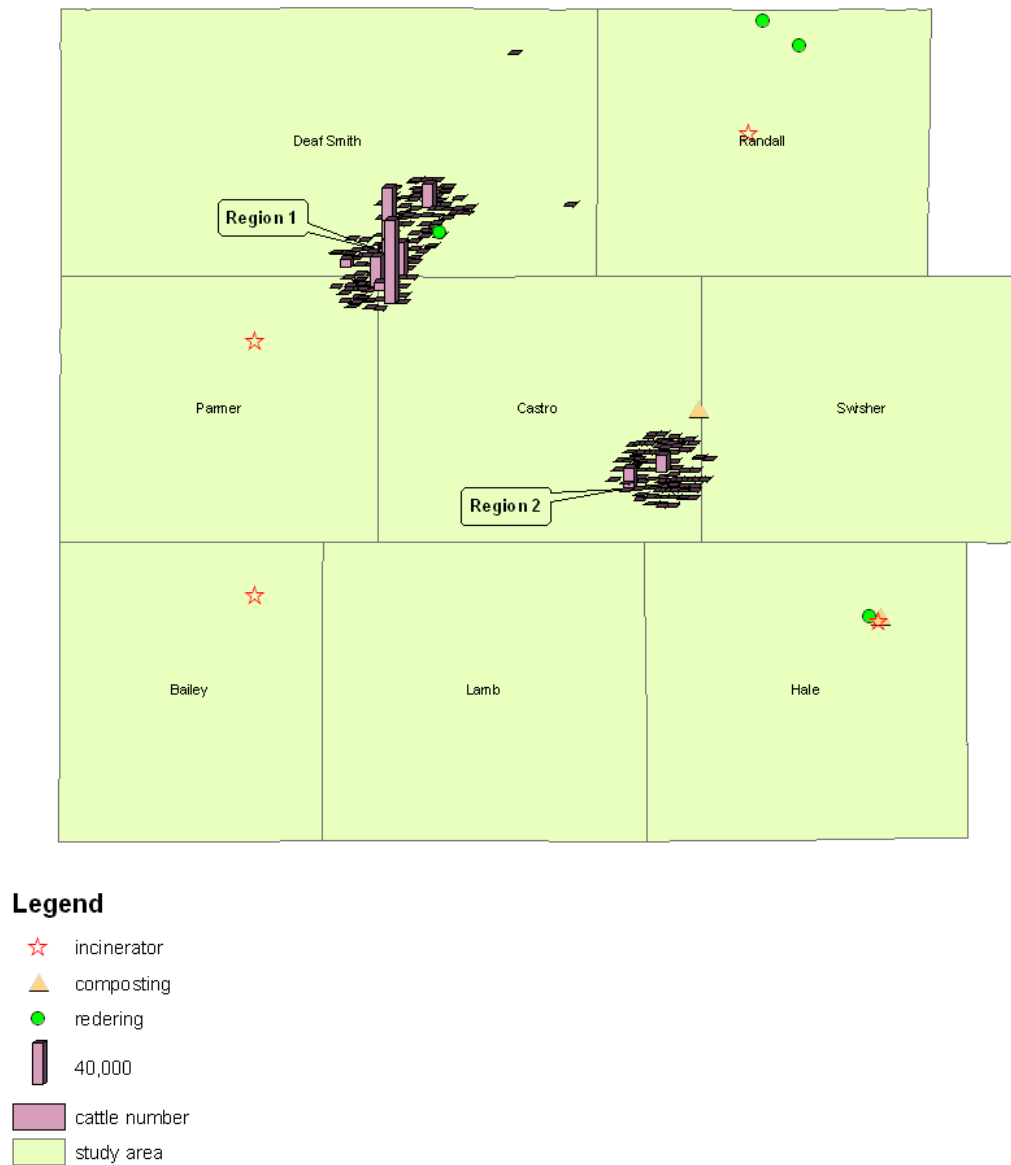 Deaf Smith
Randall
Region 1
Parmer
Castro
Swisher
Region 2
Bailey
Lamb
Hale
Legend
incinerator
composting
redering
40,000
cattle number
study area